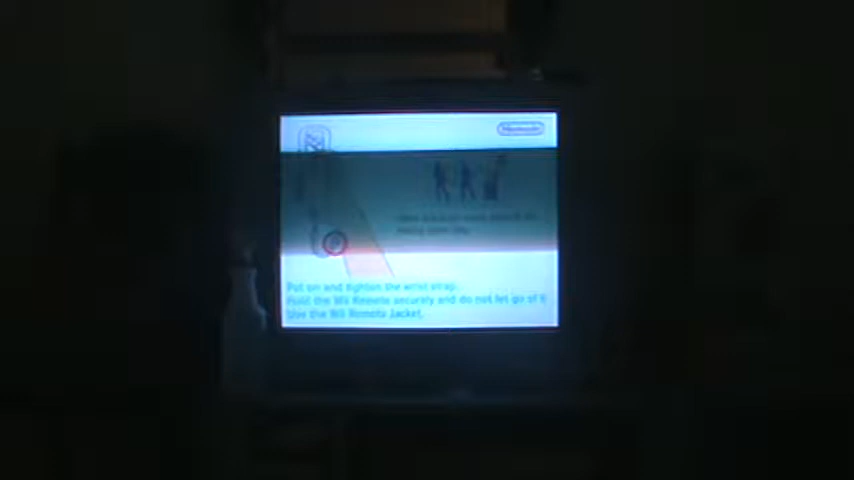 Nintendo
Put on and tighten the wrist strap.
Hold the Wii Remote securely and do not let go of it.
Use the Wii Remote Jacket.